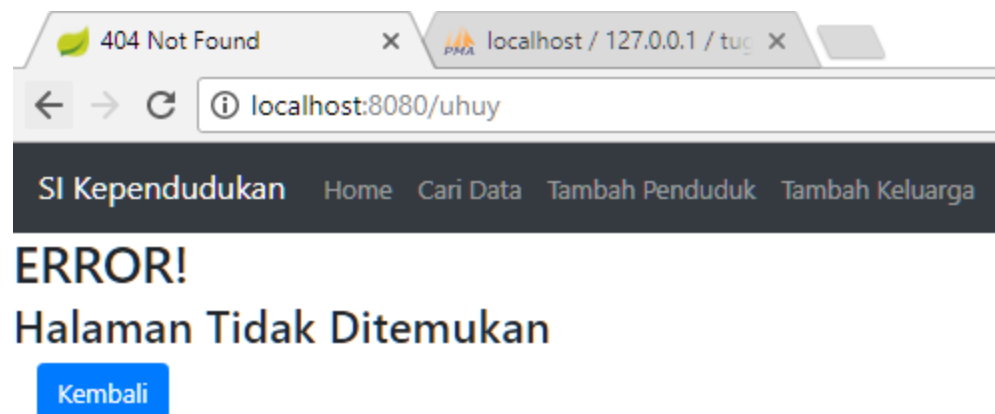 404 Not Found
PMA localhost / 127.0.0.1 / tug
localhost:8080/uhuy
SI Kependudukan Home Cari Data Tambah Penduduk Tambah Keluarga
ERROR!
Halaman Tidak Ditemukan
Kembali